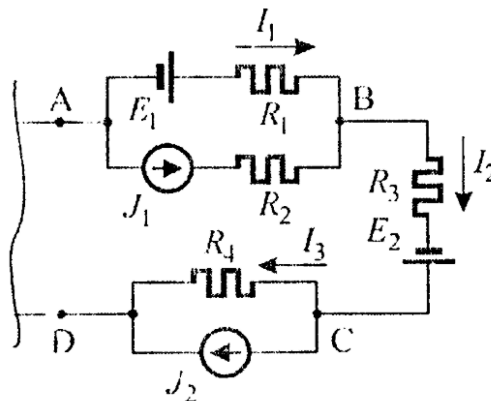 I₁
A
E₁
R₁
B
J₁
R₂
R₃
I₂
R₄
I₃
E₂
D
J₂
C